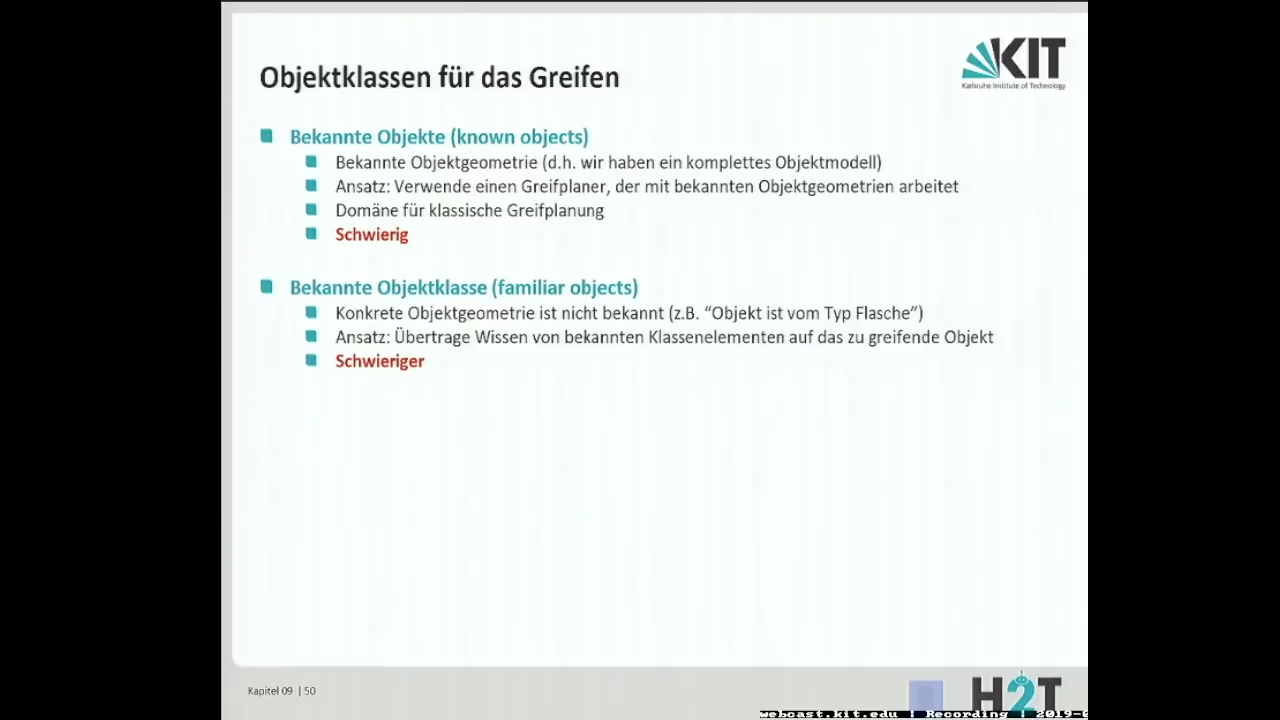 KIT
Karlsruhe Institute of Technology
Objektklassen für das Greifen
Bekannte Objekte (known objects)
Bekannte Objektgeometrie (d.h. wir haben ein komplettes Objektmodell)
Ansatz: Verwende einen Greifplaner, der mit bekannten Objektgeometrien arbeitet
Domäne für klassische Greifplanung
Schwierig
Bekannte Objektklasse (familiar objects)
Konkrete Objektgeometrie ist nicht bekannt (z.B. “Objekt ist vom Typ Flasche”)
Ansatz: Übertrage Wissen von bekannten Klassenelementen auf das zu greifende Objekt
Schwieriger
Kapitel 09 | 50
H2T
webcast.kit.edu | Recording | 2019-